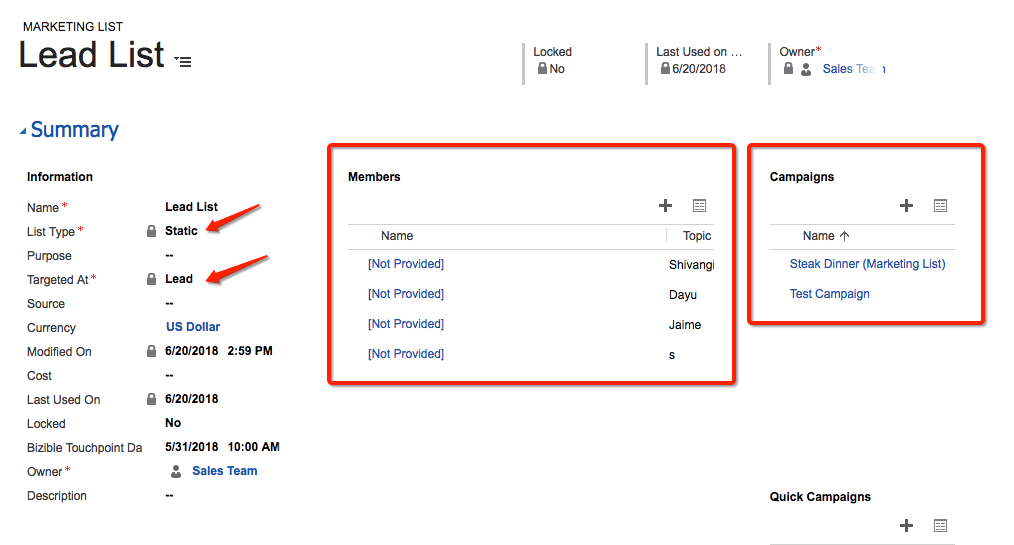 MARKETING LIST
Lead List
Locked
No
Last Used on ...
6/20/2018
Owner*
Sales Team
Summary
Information
Name * Lead List
List Type * Static
Purpose --
Targeted At * Lead
Source --
Currency US Dollar
Modified On 6/20/2018 2:59 PM
Cost --
Last Used On 6/20/2018
Locked No
Bizible Touchpoint Da 5/31/2018 10:00 AM
Owner * Sales Team
Description --
Members
Name Topic
[Not Provided] Shivangi
[Not Provided] Dayu
[Not Provided] Jaime
[Not Provided] s
Campaigns
Name
Steak Dinner (Marketing List)
Test Campaign
Quick Campaigns